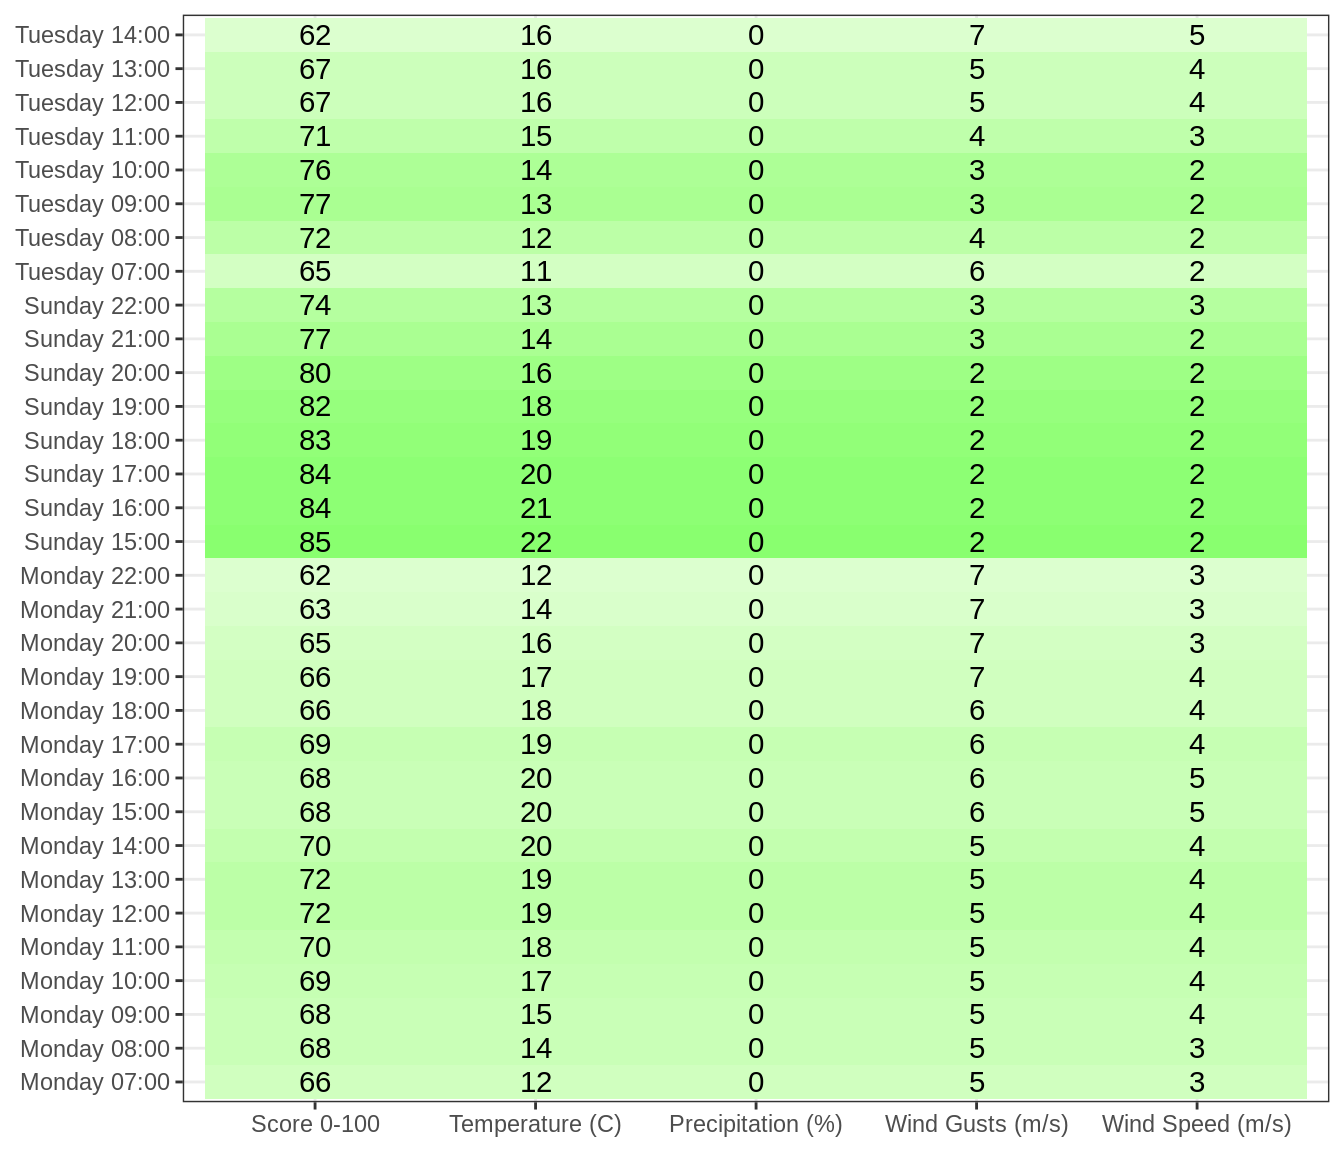 Tuesday 14:00 62 16 0 7 5
Tuesday 13:00 67 16 0 5 4
Tuesday 12:00 67 16 0 5 4
Tuesday 11:00 71 15 0 4 3
Tuesday 10:00 76 14 0 3 2
Tuesday 09:00 77 13 0 3 2
Tuesday 08:00 72 12 0 4 2
Tuesday 07:00 65 11 0 6 2
Sunday 22:00 74 13 0 3 3
Sunday 21:00 77 14 0 3 2
Sunday 20:00 80 16 0 2 2
Sunday 19:00 82 18 0 2 2
Sunday 18:00 83 19 0 2 2
Sunday 17:00 84 20 0 2 2
Sunday 16:00 84 21 0 2 2
Sunday 15:00 85 22 0 2 2
Monday 22:00 62 12 0 7 3
Monday 21:00 63 14 0 7 3
Monday 20:00 65 16 0 7 3
Monday 19:00 66 17 0 7 4
Monday 18:00 66 18 0 6 4
Monday 17:00 69 19 0 6 4
Monday 16:00 68 20 0 6 5
Monday 15:00 68 20 0 6 5
Monday 14:00 70 20 0 5 4
Monday 13:00 72 19 0 5 4
Monday 12:00 72 19 0 5 4
Monday 11:00 70 18 0 5 4
Monday 10:00 69 17 0 5 4
Monday 09:00 68 15 0 5 4
Monday 08:00 68 14 0 5 3
Monday 07:00 66 12 0 5 3
Score 0-100 Temperature (C) Precipitation (%) Wind Gusts (m/s) Wind Speed (m/s)